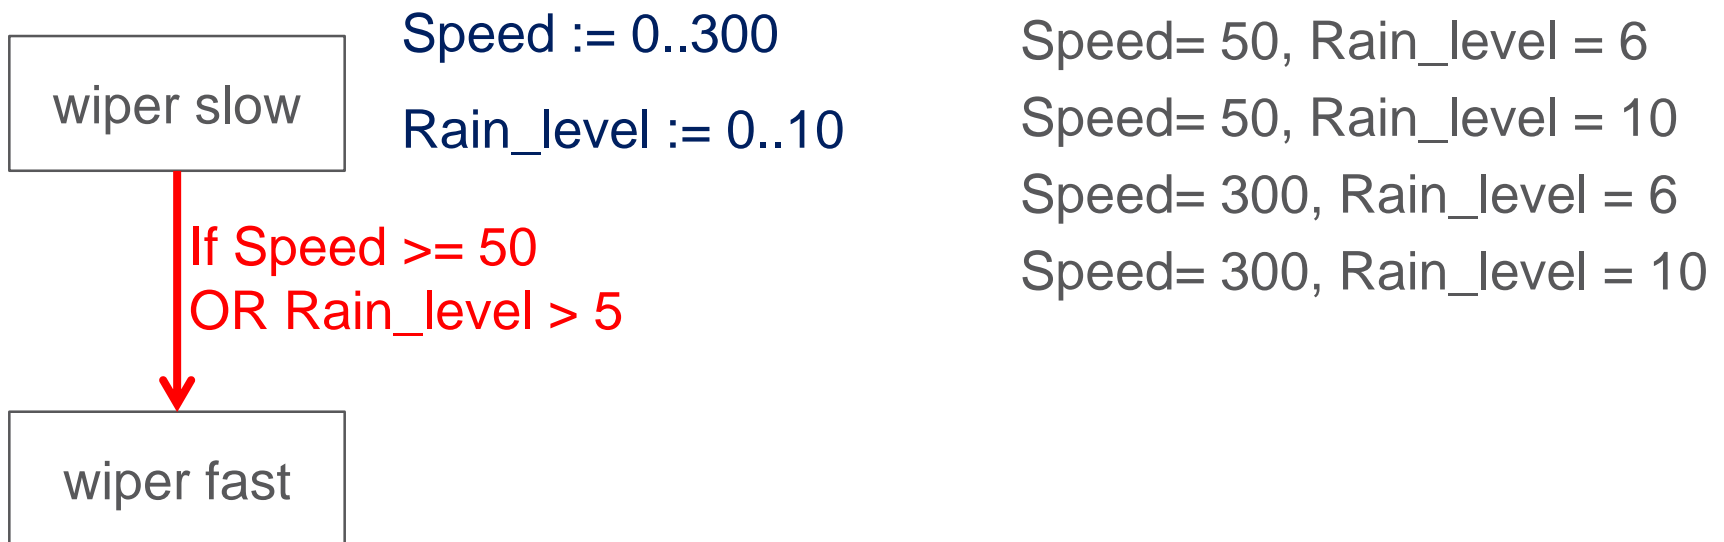 wiper slow
Speed := 0..300
Rain_level := 0..10
If Speed >= 50
OR Rain_level > 5
wiper fast
Speed= 50, Rain_level = 6
Speed= 50, Rain_level = 10
Speed= 300, Rain_level = 6
Speed= 300, Rain_level = 10